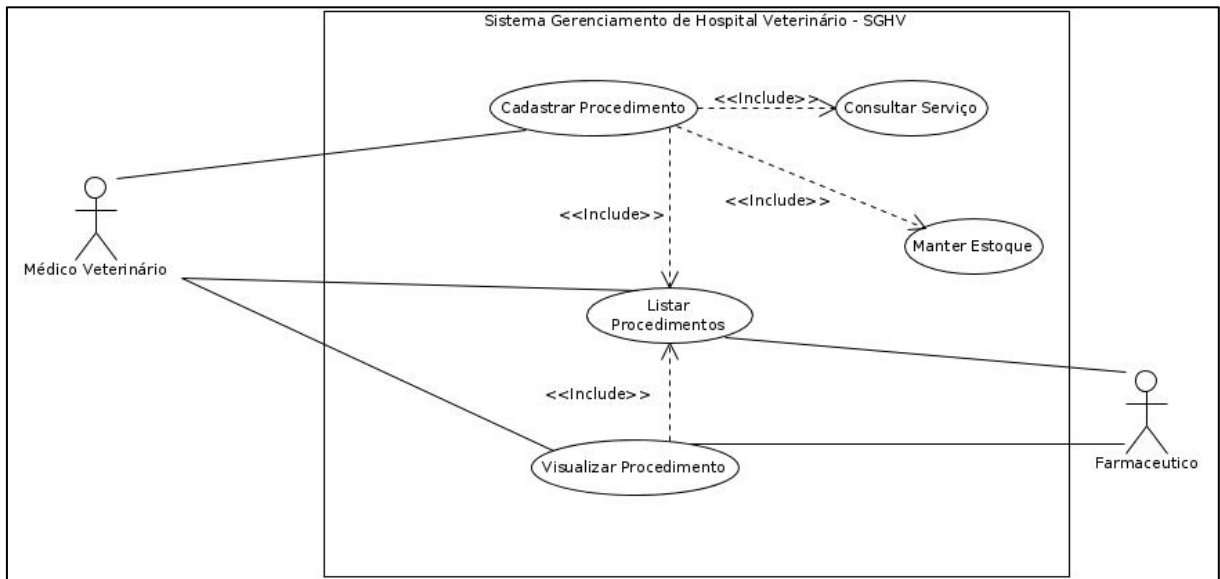 Sistema Gerenciamento de Hospital Veterinário - SGHV
Cadastrar Procedimento
<<Include>>
Consultar Serviço
<<Include>>
<<Include>>
Manter Estoque
Médico Veterinário
Listar
Procedimentos
<<Include>>
Visualizar Procedimento
Farmaceutico